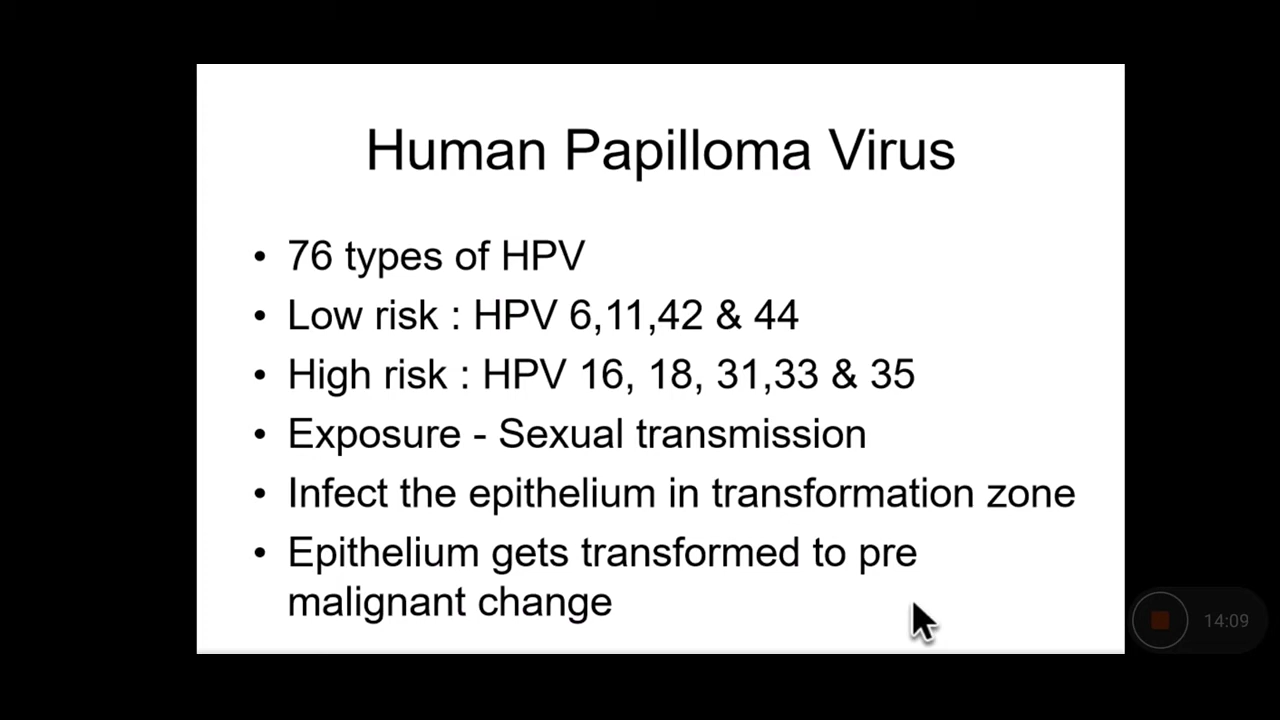 Human Papilloma Virus
• 76 types of HPV
• Low risk : HPV 6,11,42 & 44
• High risk : HPV 16, 18, 31,33 & 35
• Exposure - Sexual transmission
• Infect the epithelium in transformation zone
• Epithelium gets transformed to pre
malignant change
14:09